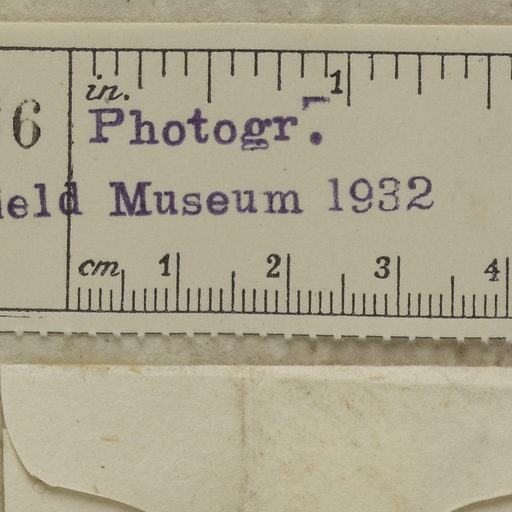 in. 1
6 Photogr.
ield Museum 1932
cm 1 2 3 4